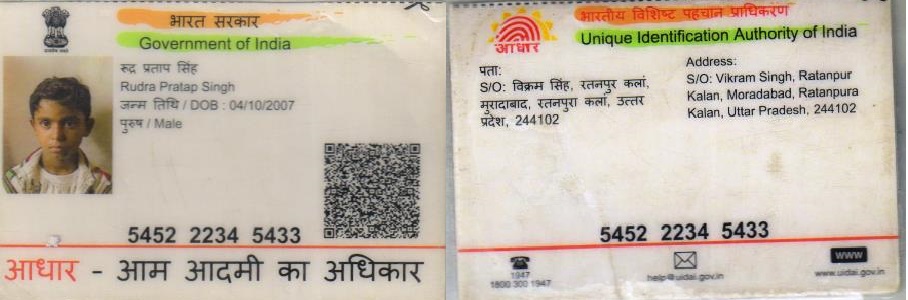 भारत सरकार
Government of India
रुद्र प्रताप सिंह
Rudra Pratap Singh
जन्म तिथि / DOB : 04/10/2007
पुरुष / Male
5452 2234 5433
आधार - आम आदमी का अधिकार
भारतीय विशिष्ट पहचान प्राधिकरण
Unique Identification Authority of India
आधार
पता:
S/O: विक्रम सिंह, रतनपुर कलां,
मुरादाबाद, रतनपुरा कलां, उत्तर
प्रदेश, 244102
Address:
S/O: Vikram Singh, Ratanpur
Kalan, Moradabad, Ratanpura
Kalan, Uttar Pradesh, 244102
5452 2234 5433
1947
1800 300 1947
help@uidai.gov.in
www
www.uidai.gov.in